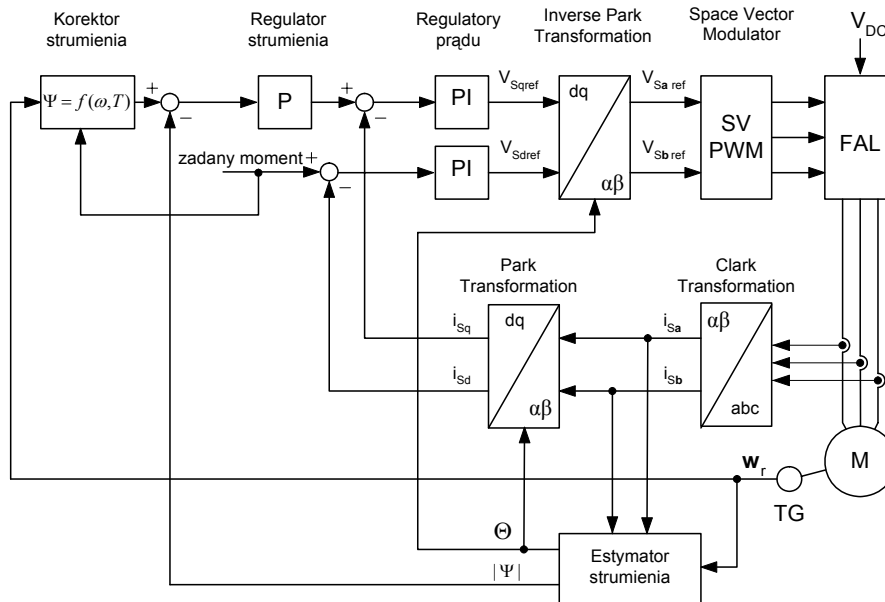 Korektor
strumienia
Regulator
strumienia
Regulatory
prądu
Inverse Park
Transformation
Space Vector
Modulator
V_DC
Ψ = f(ω,T)
+
−
P
+
−
PI
V_Sqref
dq
αβ
V_Sa ref
SV
PWM
FAL
zadany moment
+
−
PI
V_Sdref
V_Sb ref
Park
Transformation
Clark
Transformation
i_Sq
dq
αβ
i_Sa
αβ
abc
i_Sd
i_Sb
M
w_r
TG
Θ
|Ψ|
Estymator
strumienia